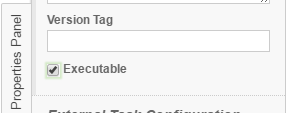 Properties Panel
Version Tag
Executable
External Task Configuration